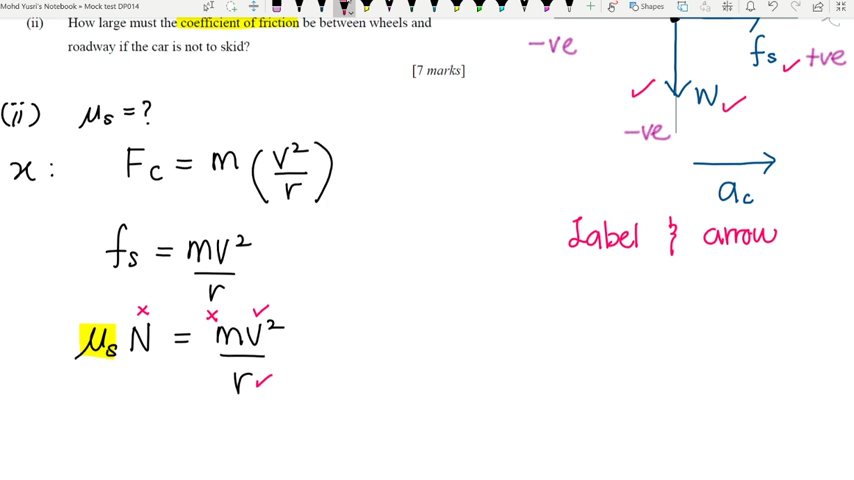 Mohd Yusri's Notebook » Mock test DP014
Shapes
(ii) How large must the coefficient of friction be between wheels and
roadway if the car is not to skid?
[7 marks]
-ve
fs ✓ +ve
✓ W ✓
-ve
ac
Label & arrow
(ii) μs = ?
x : Fc = m (v²/r)
fs = mv²/r
μs N = mv²/r